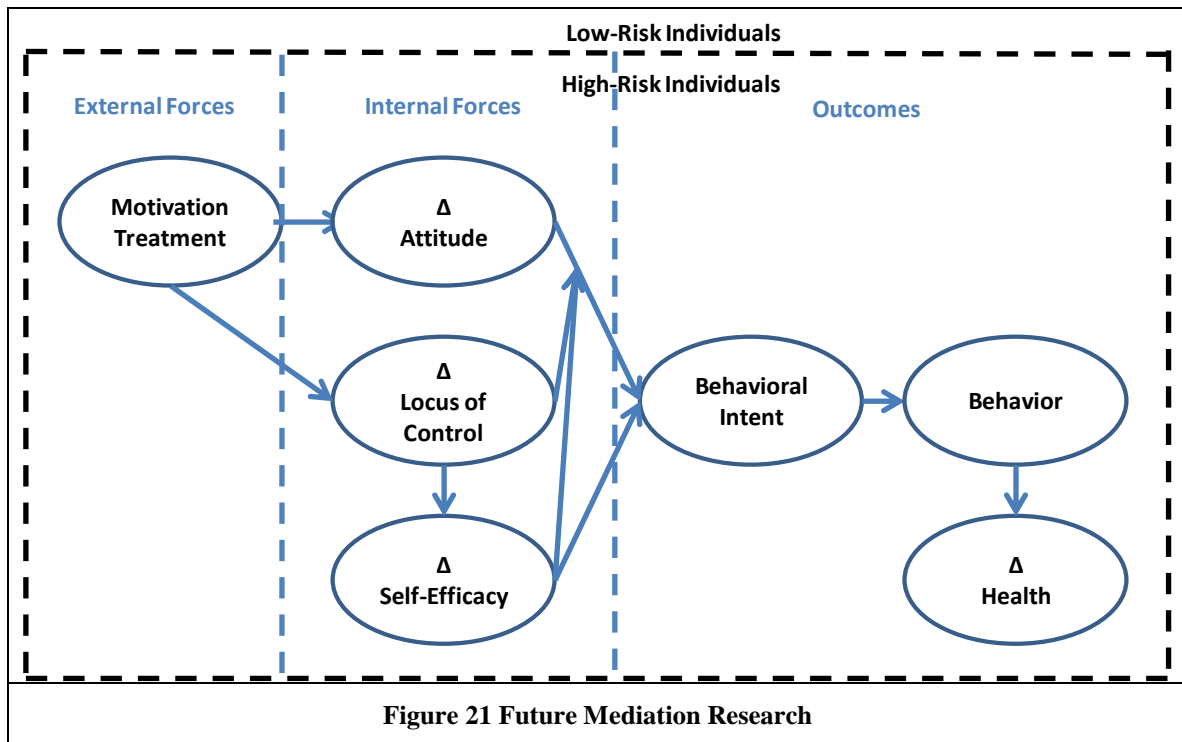 Low-Risk Individuals
High-Risk Individuals
External Forces
Internal Forces
Outcomes
Motivation
Treatment
Δ
Attitude
Δ
Locus of
Control
Δ
Self-Efficacy
Behavioral
Intent
Behavior
Δ
Health
Figure 21 Future Mediation Research